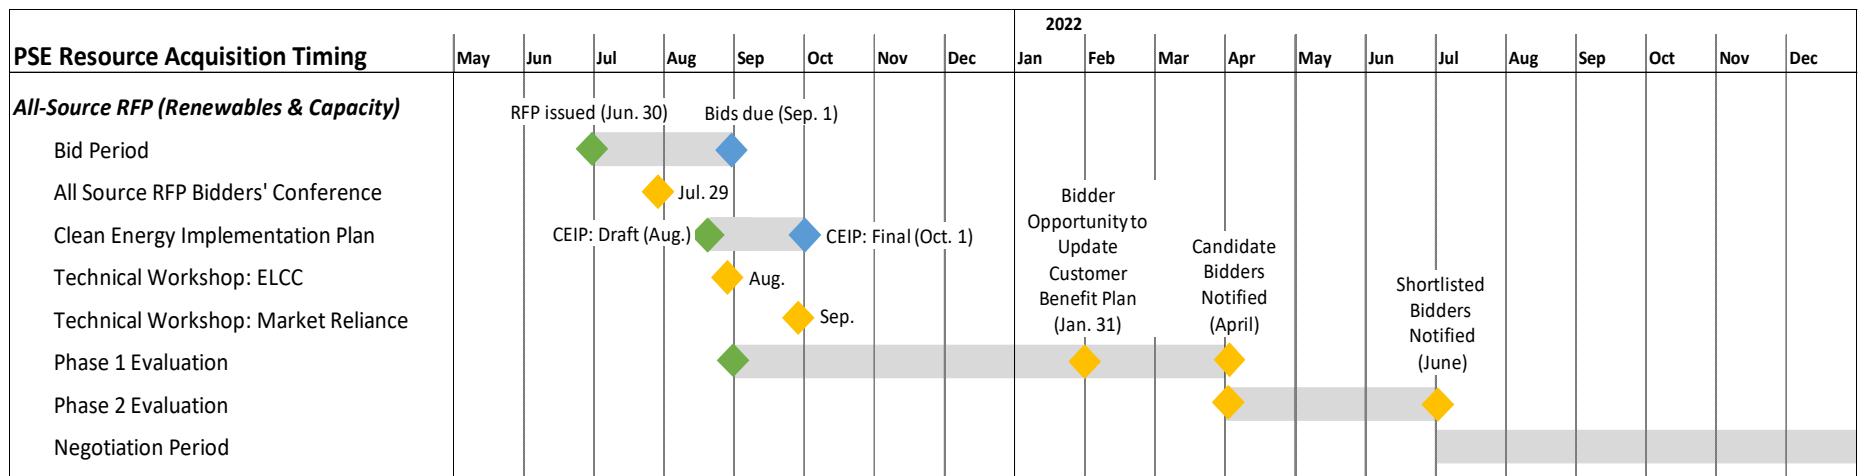 2022
PSE Resource Acquisition Timing May Jun Jul Aug Sep Oct Nov Dec Jan Feb Mar Apr May Jun Jul Aug Sep Oct Nov Dec
All-Source RFP (Renewables & Capacity)
RFP issued (Jun. 30) Bids due (Sep. 1)
Bid Period
All Source RFP Bidders' Conference Jul. 29
Clean Energy Implementation Plan CEIP: Draft (Aug.) CEIP: Final (Oct. 1)
Technical Workshop: ELCC Aug.
Technical Workshop: Market Reliance Sep.
Bidder
Opportunity to
Update
Customer
Benefit Plan
(Jan. 31)
Candidate
Bidders
Notified
(April)
Shortlisted
Bidders
Notified
(June)
Phase 1 Evaluation
Phase 2 Evaluation
Negotiation Period